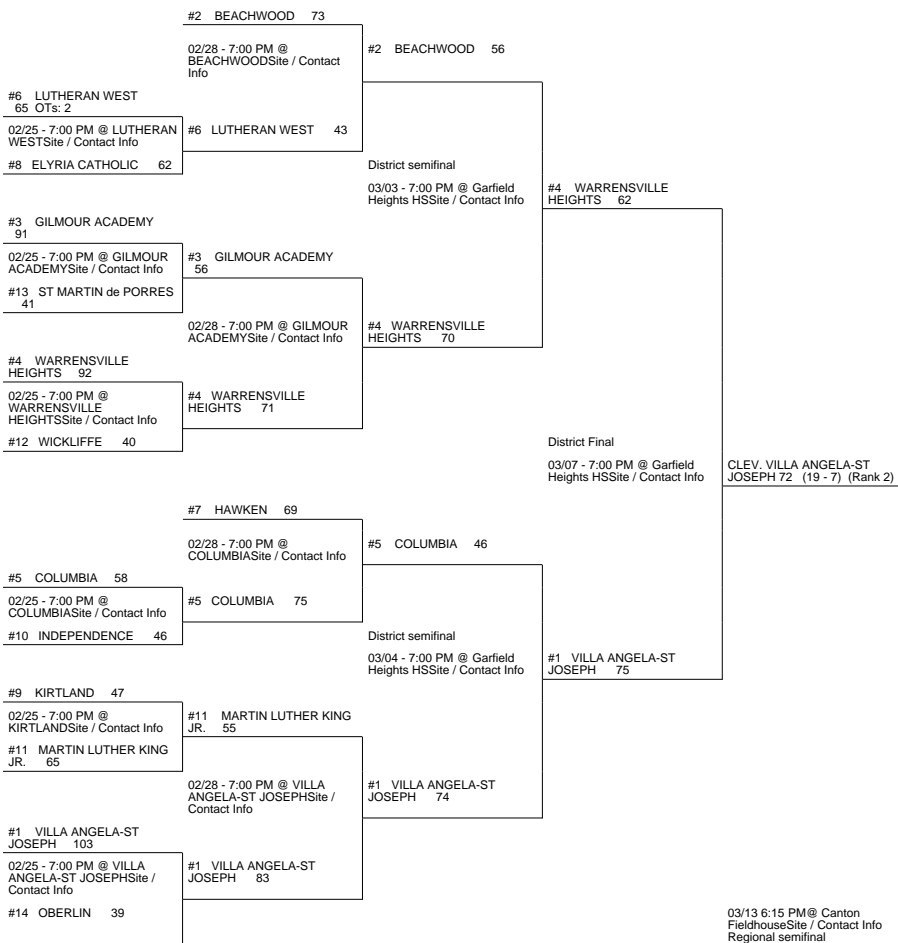 #2 BEACHWOOD 73
02/28 - 7:00 PM @
BEACHWOODSite / Contact
Info
#2 BEACHWOOD 56
#6 LUTHERAN WEST
65 OTs: 2
02/25 - 7:00 PM @ LUTHERAN
WESTSite / Contact Info
#6 LUTHERAN WEST 43
#8 ELYRIA CATHOLIC 62
District semifinal
03/03 - 7:00 PM @ Garfield
Heights HSSite / Contact Info
#4 WARRENSVILLE
HEIGHTS 62
#3 GILMOUR ACADEMY
91
02/25 - 7:00 PM @ GILMOUR
ACADEMYSite / Contact Info
#3 GILMOUR ACADEMY
56
#13 ST MARTIN de PORRES
41
02/28 - 7:00 PM @ GILMOUR
ACADEMYSite / Contact Info
#4 WARRENSVILLE
HEIGHTS 70
#4 WARRENSVILLE
HEIGHTS 92
02/25 - 7:00 PM @
WARRENSVILLE
HEIGHTSSite / Contact Info
#4 WARRENSVILLE
HEIGHTS 71
#12 WICKLIFFE 40
District Final
03/07 - 7:00 PM @ Garfield
Heights HSSite / Contact Info
CLEV. VILLA ANGELA-ST
JOSEPH 72 (19 - 7) (Rank 2)
#7 HAWKEN 69
02/28 - 7:00 PM @
COLUMBIASite / Contact Info
#5 COLUMBIA 46
#5 COLUMBIA 58
02/25 - 7:00 PM @
COLUMBIASite / Contact Info
#5 COLUMBIA 75
#10 INDEPENDENCE 46
District semifinal
03/04 - 7:00 PM @ Garfield
Heights HSSite / Contact Info
#1 VILLA ANGELA-ST
JOSEPH 75
#9 KIRTLAND 47
02/25 - 7:00 PM @
KIRTLANDSite / Contact Info
#11 MARTIN LUTHER KING
JR. 55
#11 MARTIN LUTHER KING
JR. 65
02/28 - 7:00 PM @ VILLA
ANGELA-ST JOSEPHSite /
Contact Info
#1 VILLA ANGELA-ST
JOSEPH 74
#1 VILLA ANGELA-ST
JOSEPH 103
02/25 - 7:00 PM @ VILLA
ANGELA-ST JOSEPHSite /
Contact Info
#1 VILLA ANGELA-ST
JOSEPH 83
#14 OBERLIN 39
03/13 6:15 PM@ Canton
FieldhouseSite / Contact Info
Regional semifinal